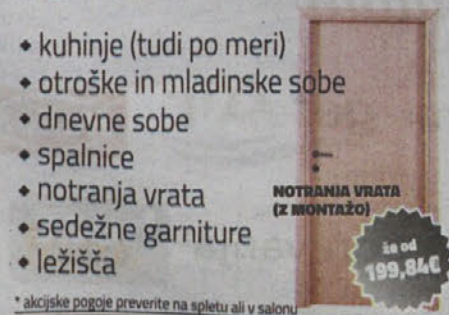 ◆ kuhinje (tudi po meri)
◆ otroške in mladinske sobe
◆ dnevne sobe
◆ spalnice
◆ notranja vrata
◆ sedežne garniture
◆ ležišča
NOTRANJA VRATA
(Z MONTAŽO)
že od
199,84€
* akcijske pogoje preverite na spletu ali v salonu